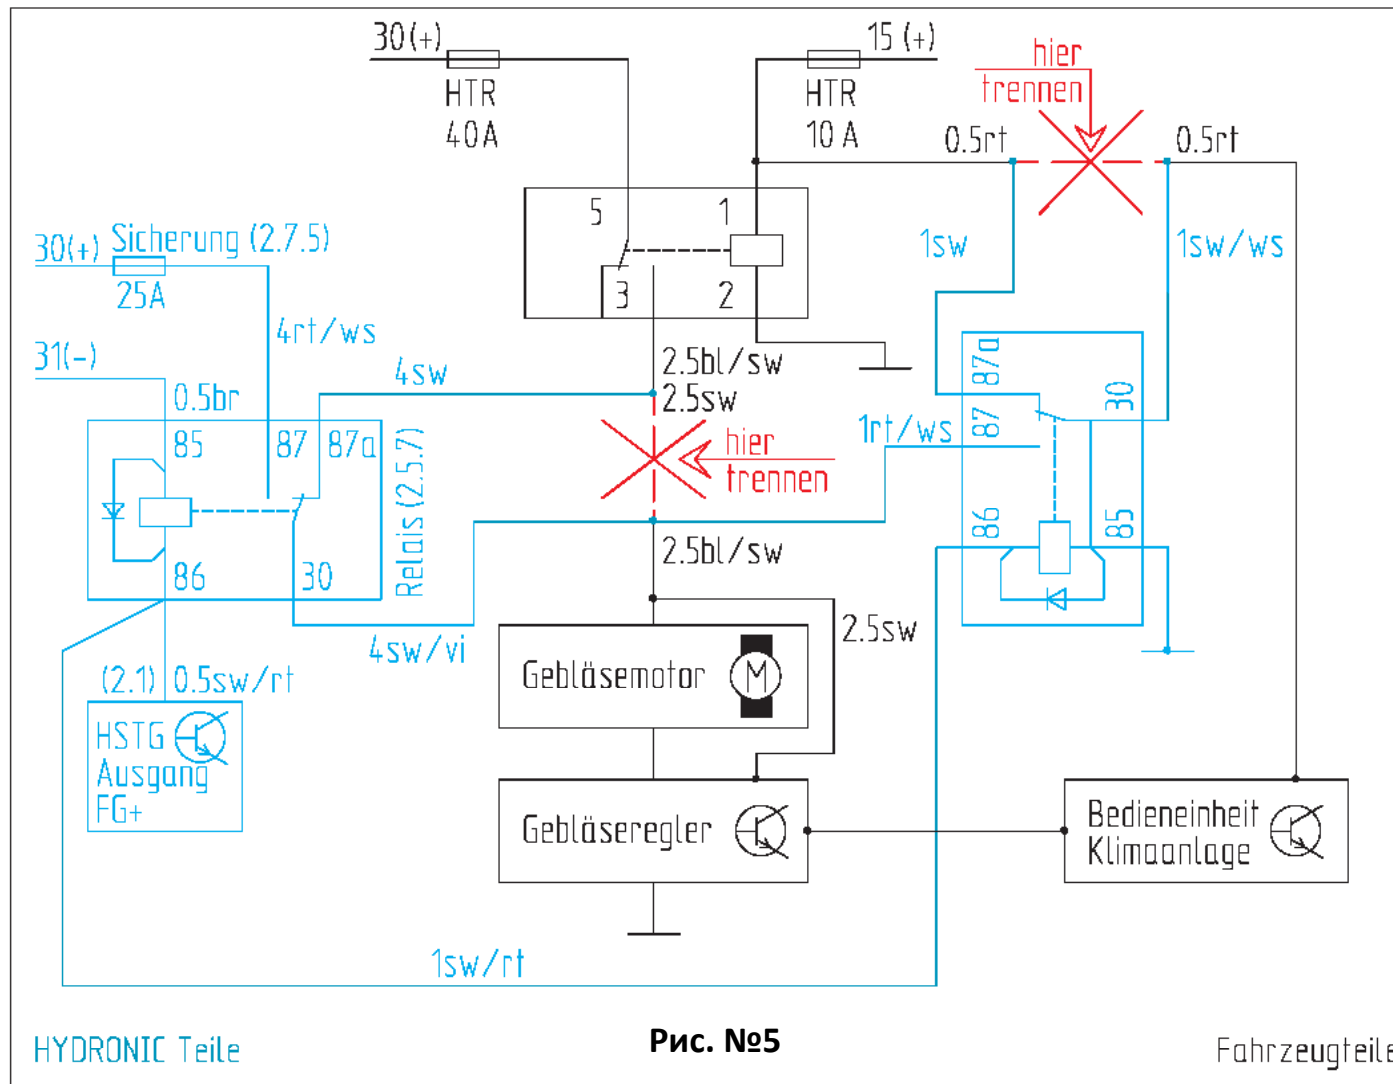 30(+)
HTR
40A
15 (+)
HTR
10 A
hier
trennen
0.5rt
0.5rt
5
1
3
2
1sw
1sw/ws
30(+)
Sicherung (2.7.5)
25A
4rt/ws
31(-)
0.5br
4sw
2.5bl/sw
2.5sw
85
87
87a
86
30
Relais (2.5.7)
hier
trennen
1rt/ws
87a
87
30
86
85
2.5bl/sw
2.5sw
4sw/vi
(2.1)
0.5sw/rt
HSTG
Ausgang
FG+
Gebläsemotor
M
Gebläseregler
Bedieneinheit
Klimaanlage
1sw/rt
HYDRONIC Teile
Рис. №5
Fahrzeugteile